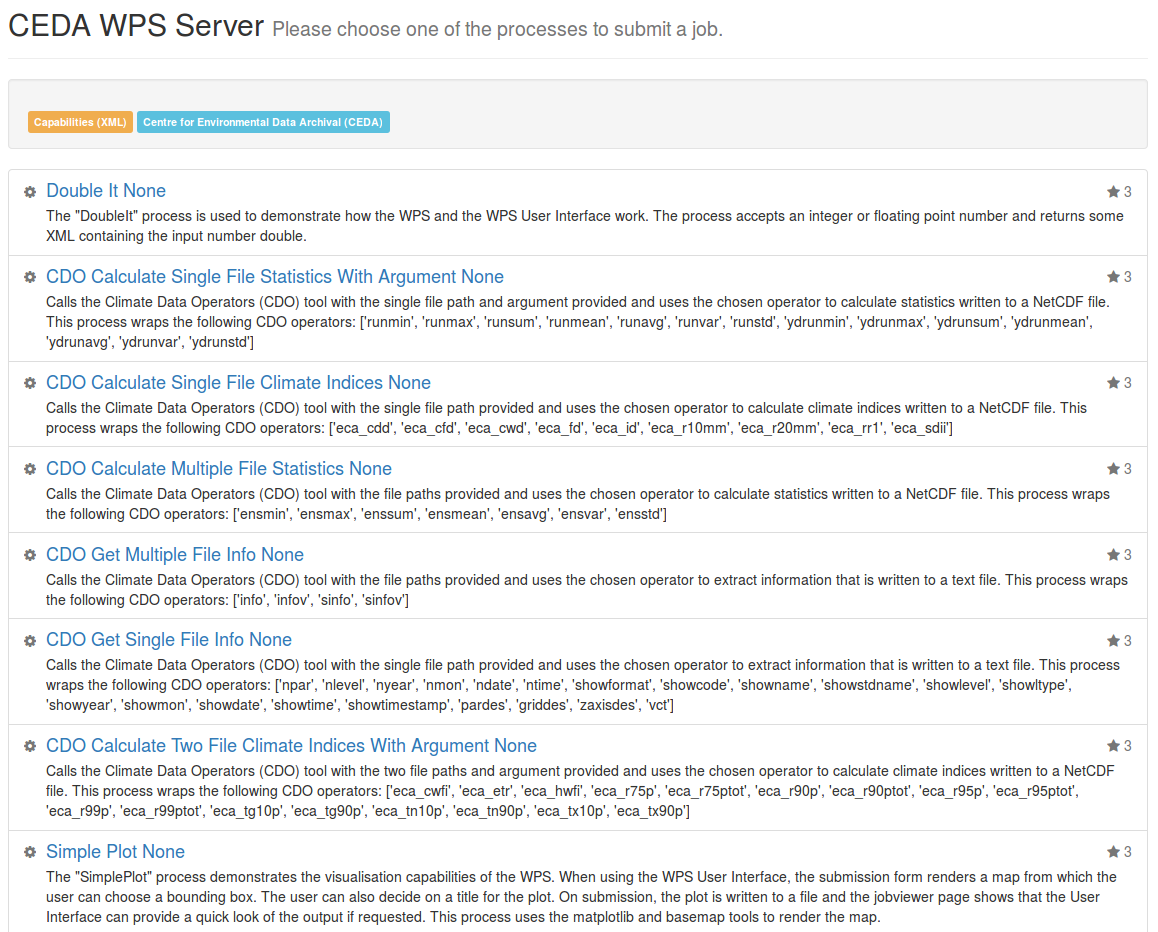 CEDA WPS Server Please choose one of the processes to submit a job.
Capabilities (XML) Centre for Environmental Data Archival (CEDA)
Double It None 3
The "DoubleIt" process is used to demonstrate how the WPS and the WPS User Interface work. The process accepts an integer or floating point number and returns some
XML containing the input number double.
CDO Calculate Single File Statistics With Argument None 3
Calls the Climate Data Operators (CDO) tool with the single file path and argument provided and uses the chosen operator to calculate statistics written to a NetCDF file.
This process wraps the following CDO operators: ['runmin', 'runmax', 'runsum', 'runmean', 'runavg', 'runvar', 'runstd', 'ydrunmin', 'ydrunmax', 'ydrunsum', 'ydrunmean',
'ydrunavg', 'ydrunvar', 'ydrunstd']
CDO Calculate Single File Climate Indices None 3
Calls the Climate Data Operators (CDO) tool with the single file path provided and uses the chosen operator to calculate climate indices written to a NetCDF file. This
process wraps the following CDO operators: ['eca_cdd', 'eca_cfd', 'eca_cwd', 'eca_fd', 'eca_id', 'eca_r10mm', 'eca_r20mm', 'eca_rr1', 'eca_sdii']
CDO Calculate Multiple File Statistics None 3
Calls the Climate Data Operators (CDO) tool with the file paths provided and uses the chosen operator to calculate statistics written to a NetCDF file. This process wraps
the following CDO operators: ['ensmin', 'ensmax', 'enssum', 'ensmean', 'ensavg', 'ensvar', 'ensstd']
CDO Get Multiple File Info None 3
Calls the Climate Data Operators (CDO) tool with the file paths provided and uses the chosen operator to extract information that is written to a text file. This process wraps
the following CDO operators: ['info', 'infov', 'sinfo', 'sinfov']
CDO Get Single File Info None 3
Calls the Climate Data Operators (CDO) tool with the single file path provided and uses the chosen operator to extract information that is written to a text file. This process
wraps the following CDO operators: ['npar', 'nlevel', 'nyear', 'nmon', 'ndate', 'ntime', 'showformat', 'showcode', 'showname', 'showstdname', 'showlevel', 'showltype',
'showyear', 'showmon', 'showdate', 'showtime', 'showtimestamp', 'pardes', 'griddes', 'zaxisdes', 'vct']
CDO Calculate Two File Climate Indices With Argument None 3
Calls the Climate Data Operators (CDO) tool with the two file paths and argument provided and uses the chosen operator to calculate climate indices written to a NetCDF
file. This process wraps the following CDO operators: ['eca_cwfi', 'eca_etr', 'eca_hwfi', 'eca_r75p', 'eca_r75ptot', 'eca_r90p', 'eca_r90ptot', 'eca_r95p', 'eca_r95ptot',
'eca_r99p', 'eca_r99ptot', 'eca_tg10p', 'eca_tg90p', 'eca_tn10p', 'eca_tn90p', 'eca_tx10p', 'eca_tx90p']
Simple Plot None 3
The "SimplePlot" process demonstrates the visualisation capabilities of the WPS. When using the WPS User Interface, the submission form renders a map from which the
user can choose a bounding box. The user can also decide on a title for the plot. On submission, the plot is written to a file and the jobviewer page shows that the User
Interface can provide a quick look of the output if requested. This process uses the matplotlib and basemap tools to render the map.